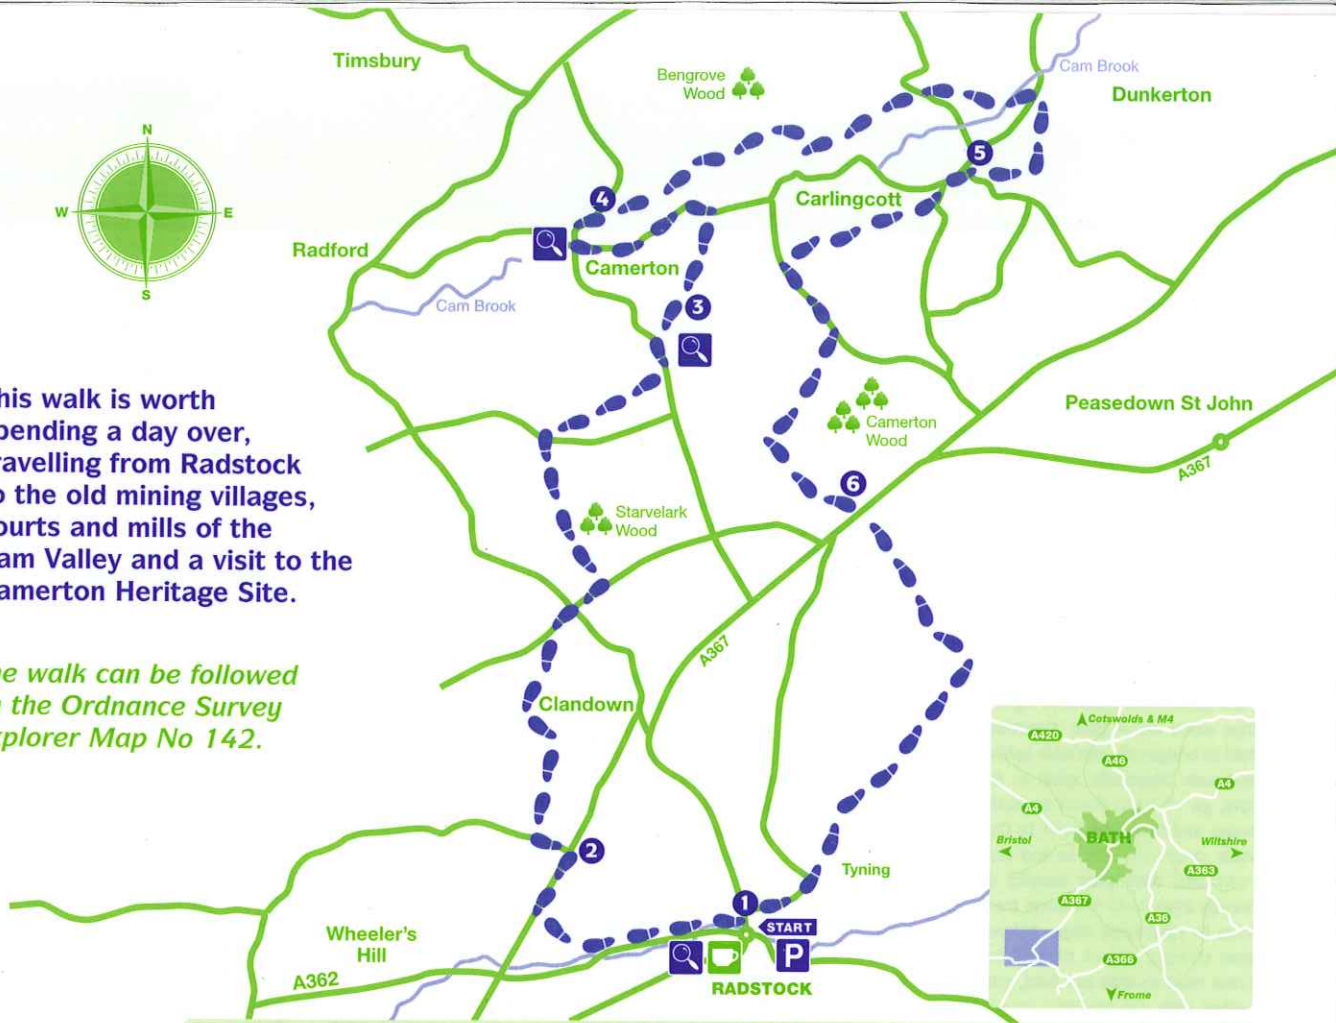 Timsbury
Bengrove
Wood
Cam Brook
Dunkerton
N
W
E
S
4
5
Carlingcott
Radford
Camerton
Cam Brook
3
his walk is worth
pending a day over,
ravelling from Radstock
o the old mining villages,
ourts and mills of the
am Valley and a visit to the
amerton Heritage Site.
Camerton
Wood
Peasedown St John
A367
6
Starvelark
Wood
A367
he walk can be followed
the Ordnance Survey
xplorer Map No 142.
Clandown
Cotswolds & M4
A420
A46
A4
A4
Bristol
BATH
Wiltshire
A363
A367
A36
A366
Frome
2
Tyning
1
START
Wheeler's
Hill
A362
P
RADSTOCK